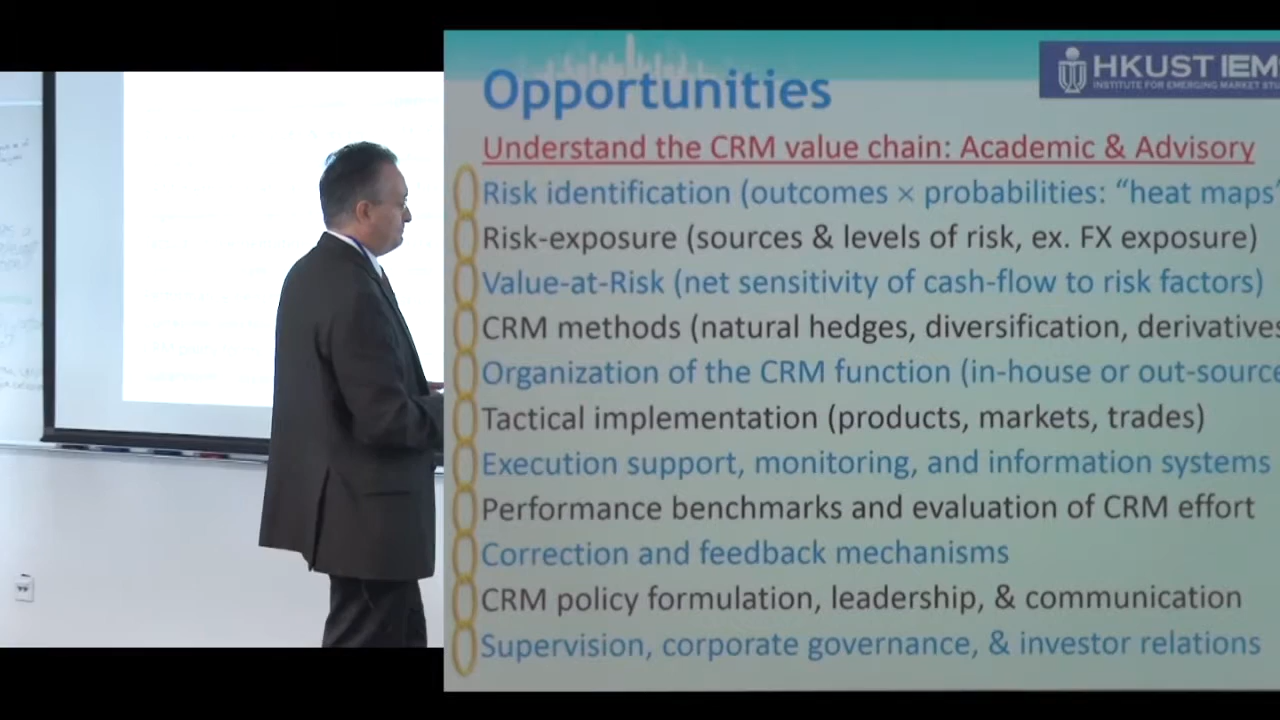 Opportunities
HKUST IEMS
INSTITUTE FOR EMERGING MARKET STU
Understand the CRM value chain: Academic & Advisory
Risk identification (outcomes × probabilities: “heat maps”
Risk-exposure (sources & levels of risk, ex. FX exposure)
Value-at-Risk (net sensitivity of cash-flow to risk factors)
CRM methods (natural hedges, diversification, derivatives
Organization of the CRM function (in-house or out-source
Tactical implementation (products, markets, trades)
Execution support, monitoring, and information systems
Performance benchmarks and evaluation of CRM effort
Correction and feedback mechanisms
CRM policy formulation, leadership, & communication
Supervision, corporate governance, & investor relations